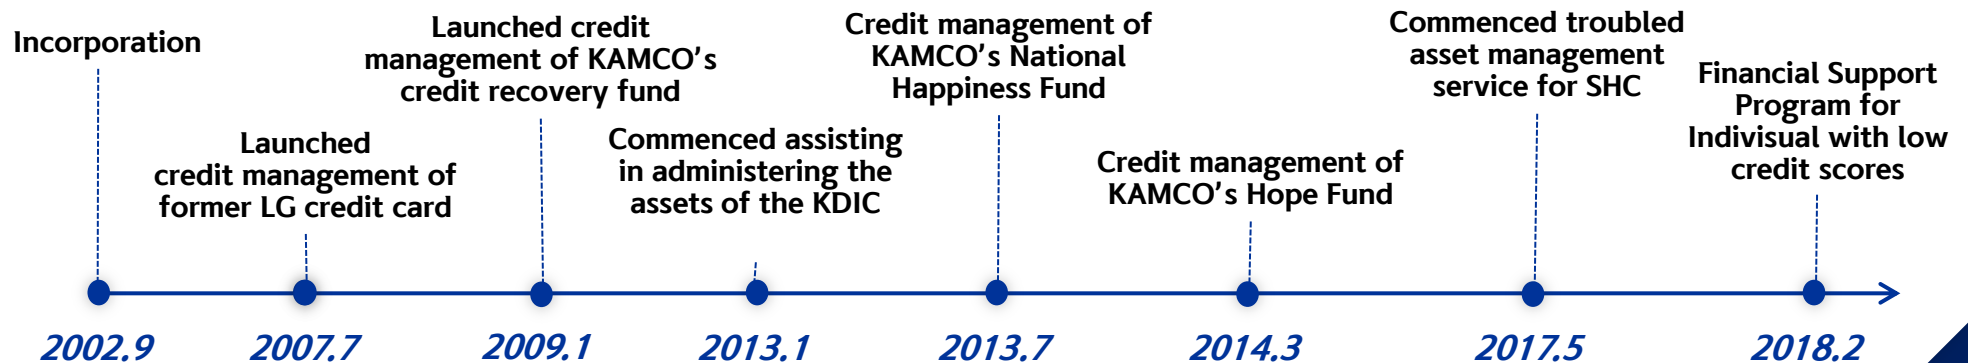 Incorporation
Launched
credit management of
former LG credit card
Launched credit
management of KAMCO's
credit recovery fund
Commenced assisting
in administering the
assets of the KDIC
Credit management of
KAMCO's National
Happiness Fund
Credit management of
KAMCO's Hope Fund
Commenced troubled
asset management
service for SHC
Financial Support
Program for
Indivisual with low
credit scores
2002.9
2007.7
2009.1
2013.1
2013.7
2014.3
2017.5
2018.2